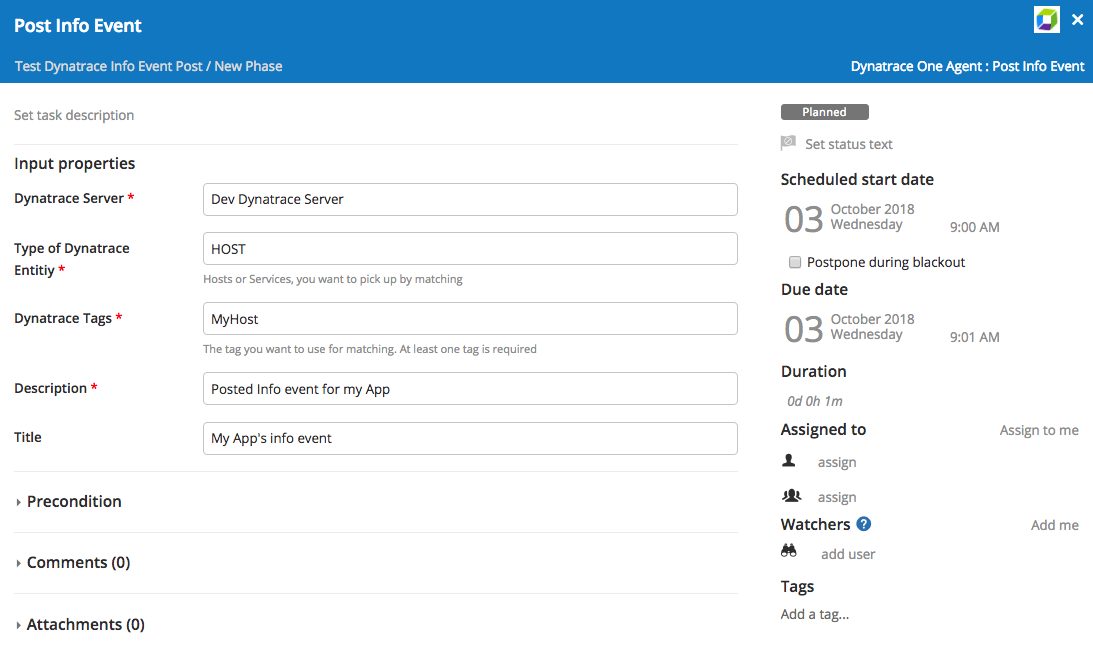 Post Info Event
×
Test Dynatrace Info Event Post / New Phase
Dynatrace One Agent : Post Info Event
Set task description
Input properties
Dynatrace Server *
Dev Dynatrace Server
Type of Dynatrace
Entitiy *
HOST
Hosts or Services, you want to pick up by matching
Dynatrace Tags *
MyHost
The tag you want to use for matching. At least one tag is required
Description *
Posted Info event for my App
Title
My App's info event
Precondition
Comments (0)
Attachments (0)
Planned
Set status text
Scheduled start date
03
October 2018
Wednesday
9:00 AM
Postpone during blackout
Due date
03
October 2018
Wednesday
9:01 AM
Duration
0d 0h 1m
Assigned to
Assign to me
assign
assign
Watchers ?
Add me
add user
Tags
Add a tag...